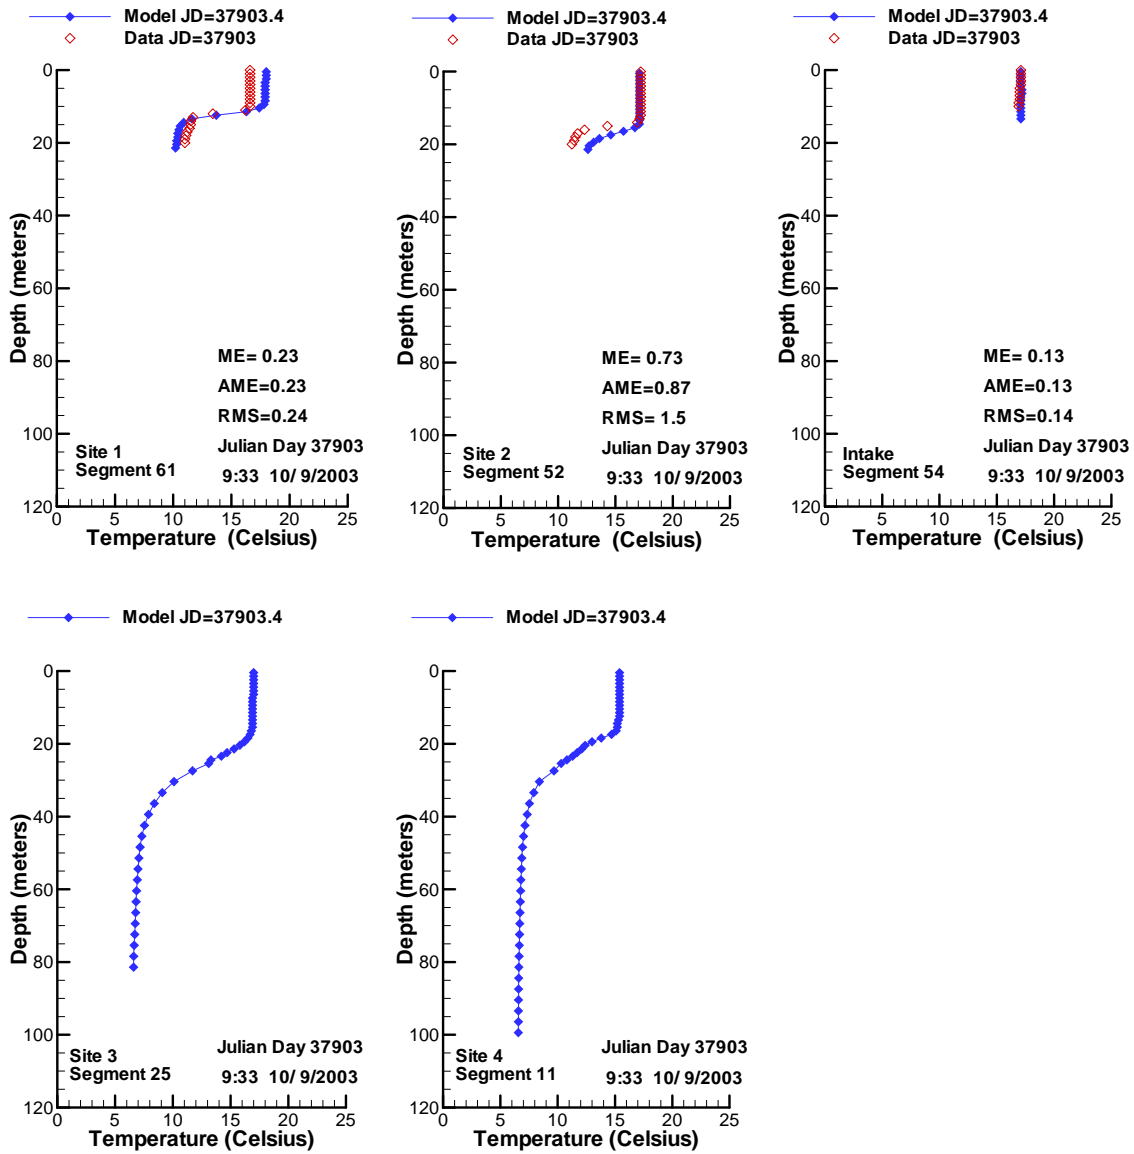 Model JD=37903.4
Data JD=37903
0
20
40
60
80
100
120
Depth (meters)
ME= 0.23
AME=0.23
RMS=0.24
Site 1
Segment 61
Julian Day 37903
9:33 10/ 9/2003
0 5 10 15 20 25
Temperature (Celsius)
Model JD=37903.4
Data JD=37903
0
20
40
60
80
100
120
Depth (meters)
ME= 0.73
AME=0.87
RMS= 1.5
Site 2
Segment 52
Julian Day 37903
9:33 10/ 9/2003
0 5 10 15 20 25
Temperature (Celsius)
Model JD=37903.4
Data JD=37903
0
20
40
60
80
100
120
Depth (meters)
ME= 0.13
AME=0.13
RMS=0.14
Intake
Segment 54
Julian Day 37903
9:33 10/ 9/2003
0 5 10 15 20 25
Temperature (Celsius)
Model JD=37903.4
0
20
40
60
80
100
120
Depth (meters)
Site 3
Segment 25
Julian Day 37903
9:33 10/ 9/2003
0 5 10 15 20 25
Temperature (Celsius)
Model JD=37903.4
0
20
40
60
80
100
120
Depth (meters)
Site 4
Segment 11
Julian Day 37903
9:33 10/ 9/2003
0 5 10 15 20 25
Temperature (Celsius)